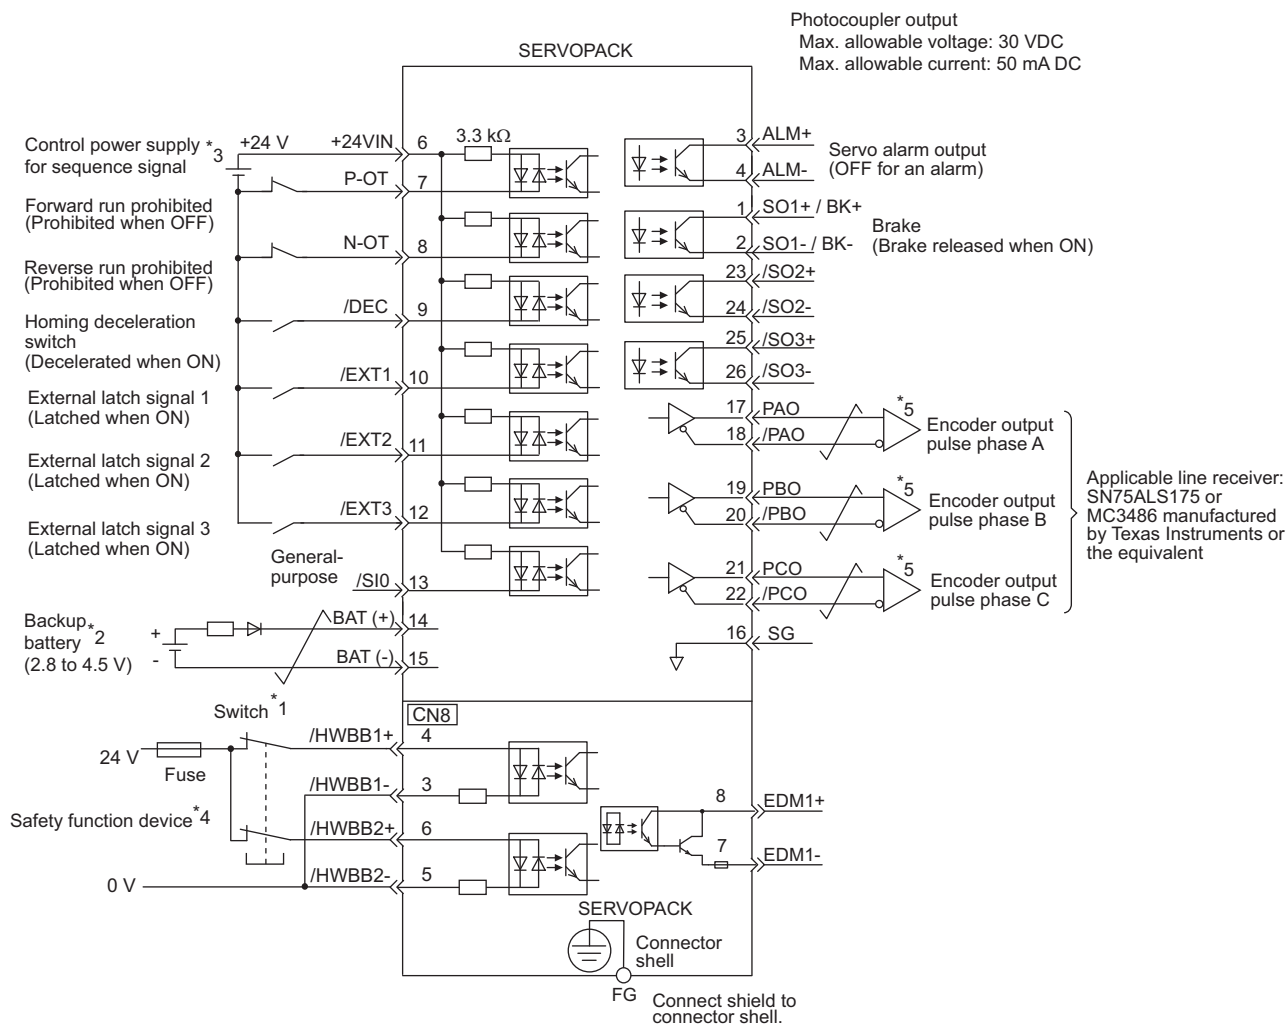 Photocoupler output
Max. allowable voltage: 30 VDC
Max. allowable current: 50 mA DC
SERVOPACK
Control power supply *3
for sequence signal
+24 V
+24VIN
6
3.3 kΩ
P-OT
7
Forward run prohibited
(Prohibited when OFF)
N-OT
8
Reverse run prohibited
(Prohibited when OFF)
/DEC
9
Homing deceleration
switch
(Decelerated when ON)
/EXT1
10
External latch signal 1
(Latched when ON)
/EXT2
11
External latch signal 2
(Latched when ON)
/EXT3
12
External latch signal 3
(Latched when ON)
General-
purpose
/SI0
13
Backup
battery *2
(2.8 to 4.5 V)
+
-
BAT (+)
14
BAT (-)
15
3
ALM+
4
ALM-
Servo alarm output
(OFF for an alarm)
1
SO1+ / BK+
2
SO1- / BK-
Brake
(Brake released when ON)
23
/SO2+
24
/SO2-
25
/SO3+
26
/SO3-
17
PAO
18
/PAO
*5
Encoder output
pulse phase A
19
PBO
20
/PBO
*5
Encoder output
pulse phase B
21
PCO
22
/PCO
*5
Encoder output
pulse phase C
Applicable line receiver:
SN75ALS175 or
MC3486 manufactured
by Texas Instruments or
the equivalent
16
SG
Switch *1
CN8
24 V
Fuse
/HWBB1+
4
/HWBB1-
3
Safety function device *4
/HWBB2+
6
/HWBB2-
5
0 V
8
EDM1+
7
EDM1-
SERVOPACK
Connector
shell
FG
Connect shield to
connector shell.